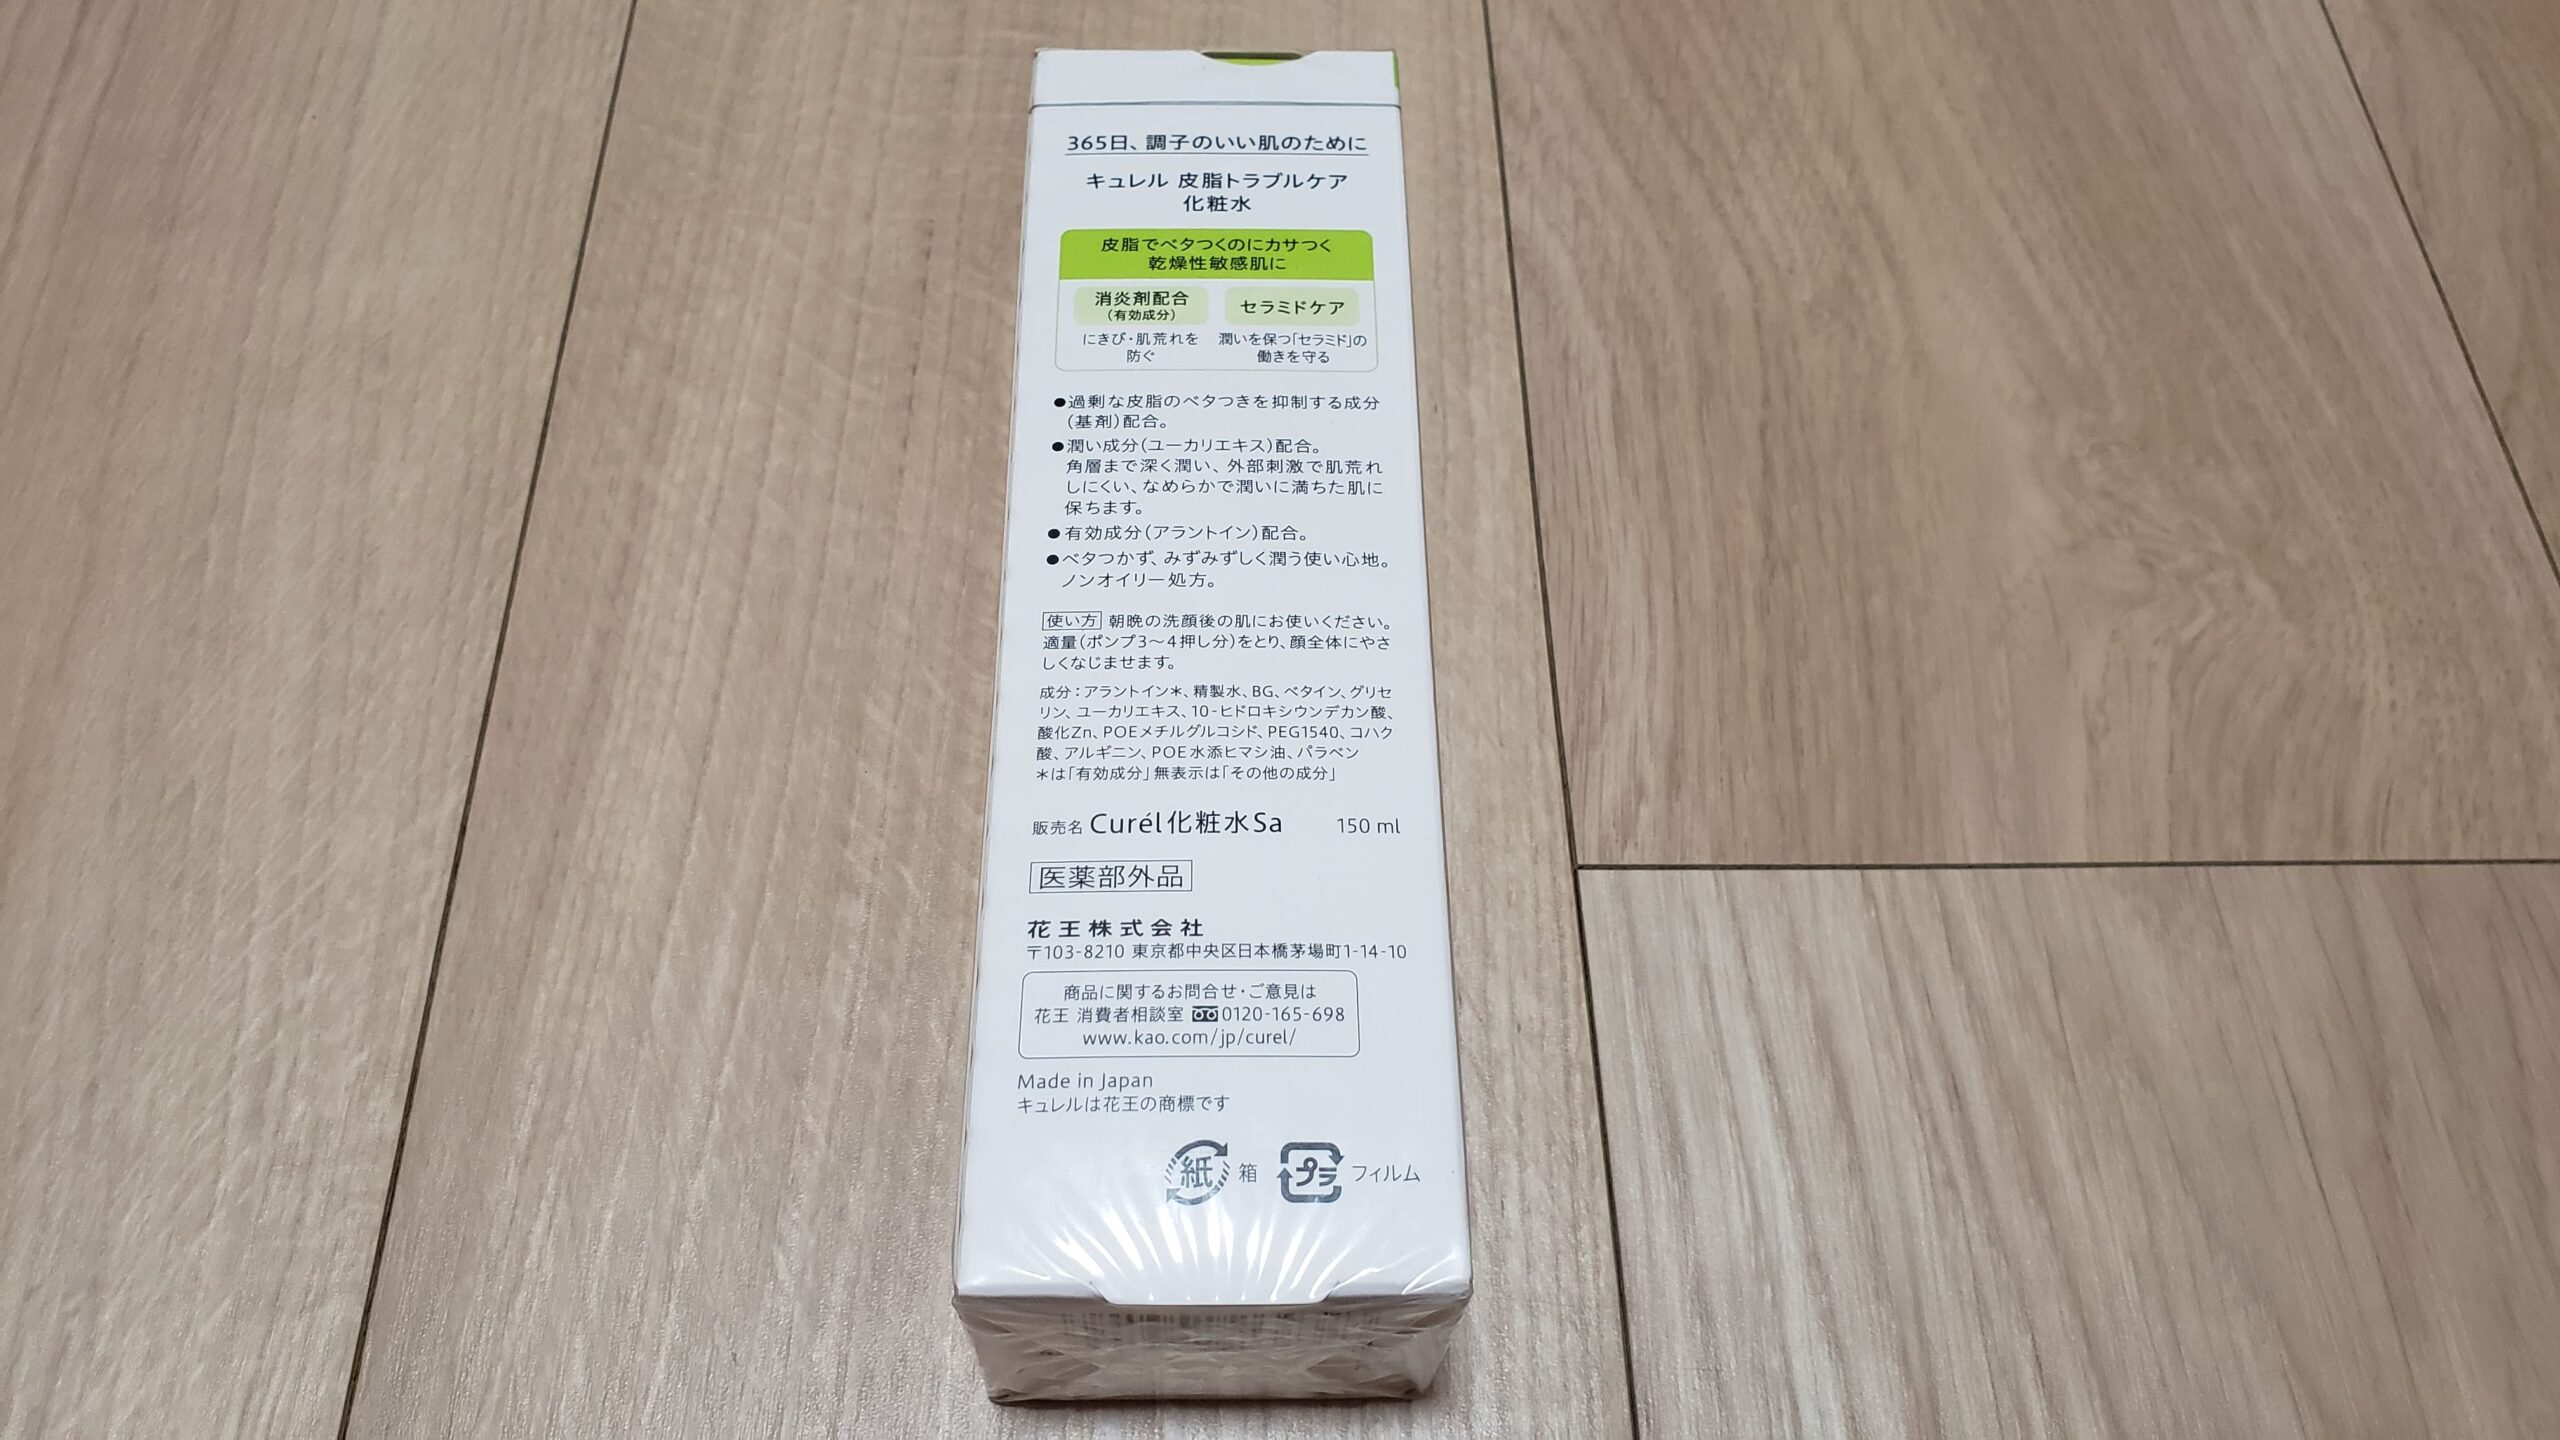 365日、調子のいい肌のために
キュレル 皮脂トラブルケア
化粧水
皮脂でベタつくのにカサつく
乾燥性敏感肌に
消炎剤配合
(有効成分)
にきび・肌荒れを
防ぐ
セラミドケア
潤いを保つ「セラミド」の
働きを守る
●過剰な皮脂のベタつきを抑制する成分
(基剤)配合。
●潤い成分(ユーカリエキス)配合。
角層まで深く潤い、外部刺激で肌荒れ
しにくい、なめらかで潤いに満ちた肌に
保ちます。
●有効成分(アラントイン)配合。
●ベタつかず、みずみずしく潤う使い心地。
ノンオイリー処方。
使い方 朝晩の洗顔後の肌にお使いください。
適量(ポンプ3〜4押し分)をとり、顔全体にやさ
しくなじませます。
成分：アラントイン＊、精製水、BG、ベタイン、グリセ
リン、ユーカリエキス、10-ヒドロキシウンデカン酸、
酸化Zn、POEメチルグルコシド、PEG1540、コハク
酸、アルギニン、POE水添ヒマシ油、パラベン
＊は「有効成分」無表示は「その他の成分」
販売名 Curél化粧水Sa 150 ml
医薬部外品
花王株式会社
〒103-8210 東京都中央区日本橋茅場町1-14-10
商品に関するお問合せ・ご意見は
花王 消費者相談室 0120-165-698
www.kao.com/jp/curel/
Made in Japan
キュレルは花王の商標です
紙 箱 プラ フィルム